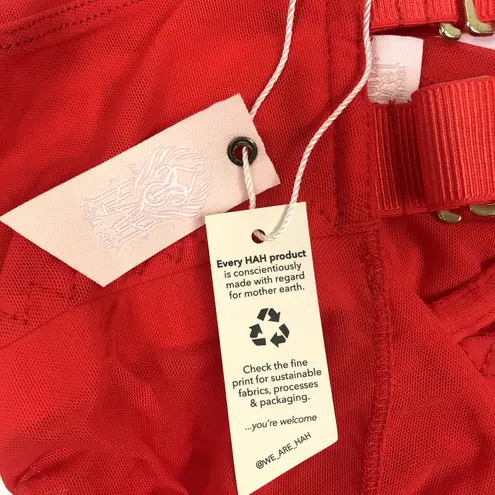 Every HAH product
is conscientiously
made with regard
for mother earth.
Check the fine
print for sustainable
fabrics, processes
& packaging.
...you're welcome
@WE_ARE_HAH